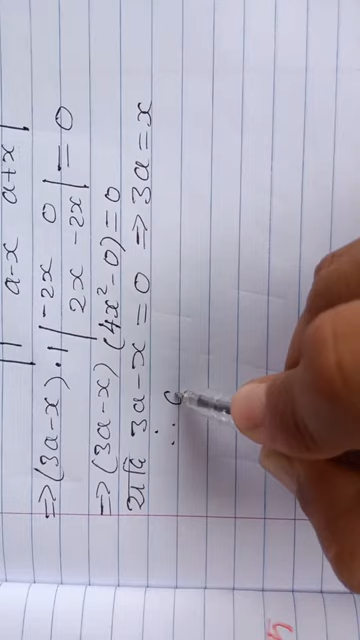 a-x a+x|
=> (3a-x).1 |-2x 0
2x -2x| = 0
=> (3a-x) (4x²-0) = 0
यदि 3a-x = 0 => 3a = x
∴